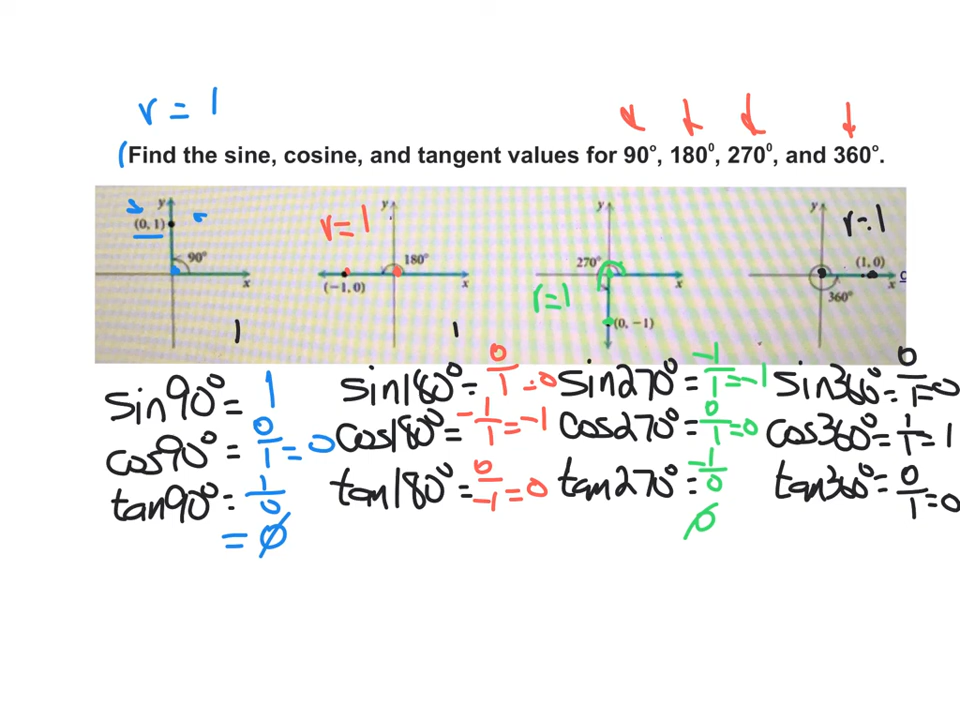 r = 1
(Find the sine, cosine, and tangent values for 90°, 180⁰, 270⁰, and 360°.
y
(0, 1)
90°
x
r = 1
y
180°
(−1, 0)
x
y
270°
r = 1
x
(0, −1)
y
r = 1
(1, 0)
x
360°
sin90° = 1
cos90° = 0/1 = 0
tan90° = 1/0
= ∅
sin180° = 0/1 = 0
cos180° = -1/1 = -1
tan180° = 0/-1 = 0
sin270° = -1/1 = -1
cos270° = 0/1 = 0
tan270° = -1/0
∅
sin360° = 0/1 = 0
cos360° = 1/1 = 1
tan360° = 0/1 = 0